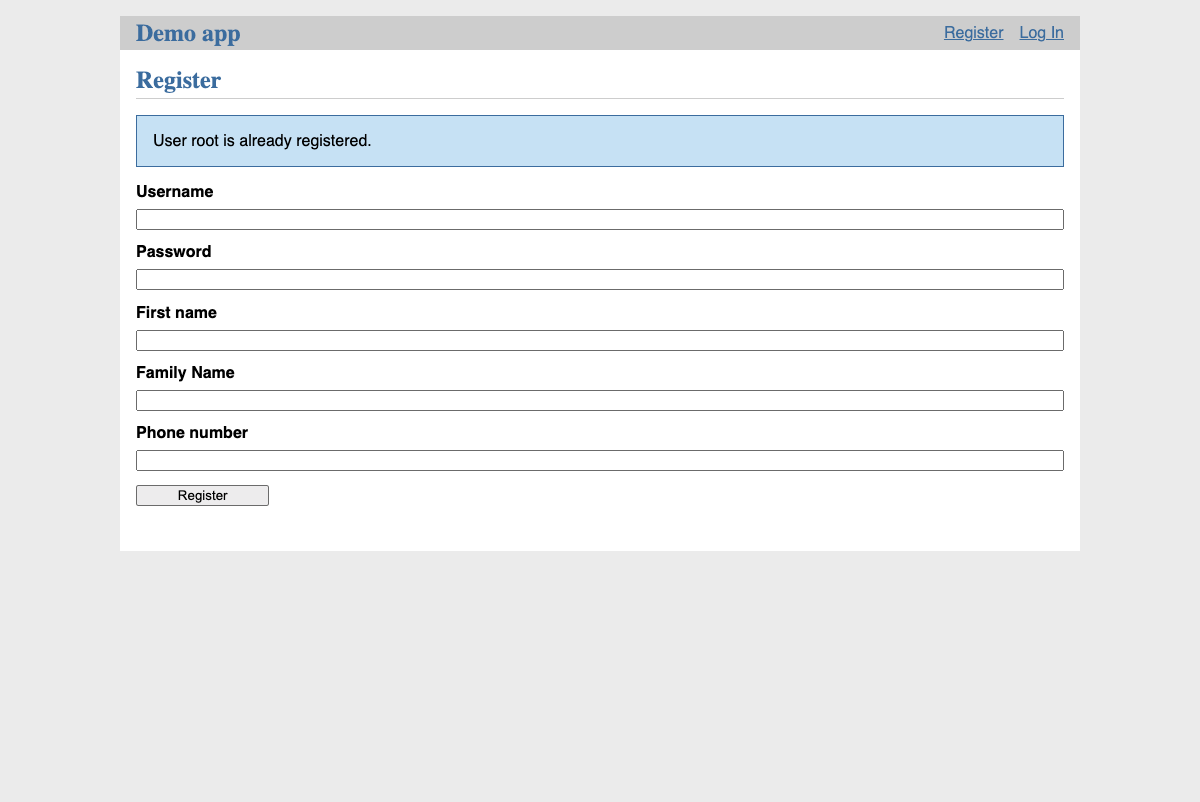 Demo app
Register Log In
Register
User root is already registered.
Username
Password
First name
Family Name
Phone number
Register